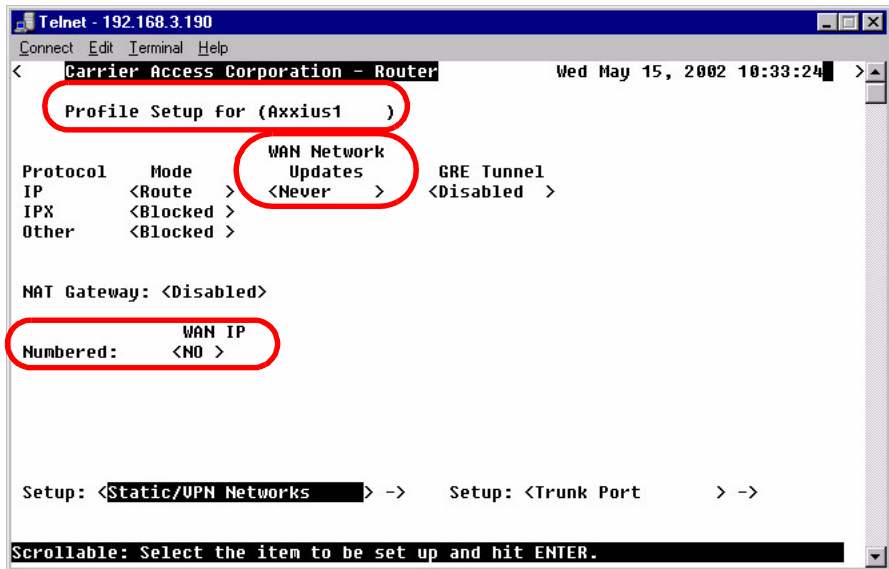 Telnet - 192.168.3.190
Connect Edit Terminal Help
< Carrier Access Corporation - Router Wed May 15, 2002 10:33:24 >
Profile Setup for (Axxius1 )
WAN Network
Protocol Mode Updates GRE Tunnel
IP <Route > <Never > <Disabled >
IPX <Blocked >
Other <Blocked >
NAT Gateway: <Disabled>
WAN IP
Numbered: <NO >
Setup: <Static/VPN Networks > -> Setup: <Trunk Port > ->
Scrollable: Select the item to be set up and hit ENTER.